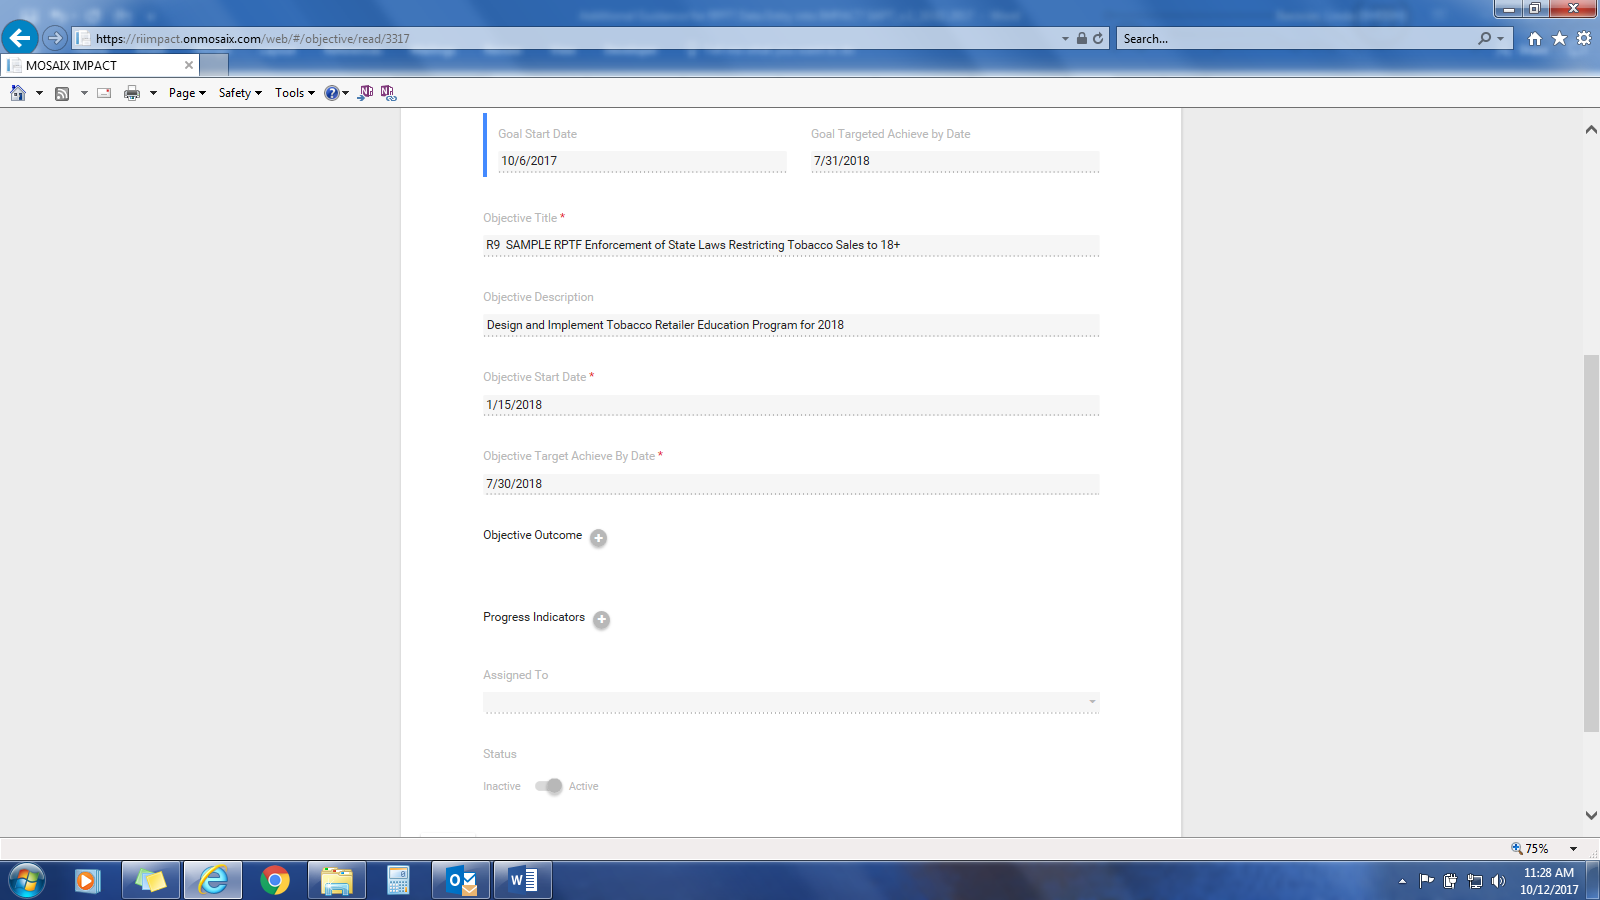 https://riimpact.onmosaix.com/web/#/objective/read/3317
Search...
MOSAIX IMPACT
Page
Safety
Tools
Goal Start Date
Goal Targeted Achieve by Date
10/6/2017
7/31/2018
Objective Title *
R9 SAMPLE RPTF Enforcement of State Laws Restricting Tobacco Sales to 18+
Objective Description
Design and Implement Tobacco Retailer Education Program for 2018
Objective Start Date *
1/15/2018
Objective Target Achieve By Date *
7/30/2018
Objective Outcome
Progress Indicators
Assigned To
Status
Inactive Active
75%
11:28 AM
10/12/2017